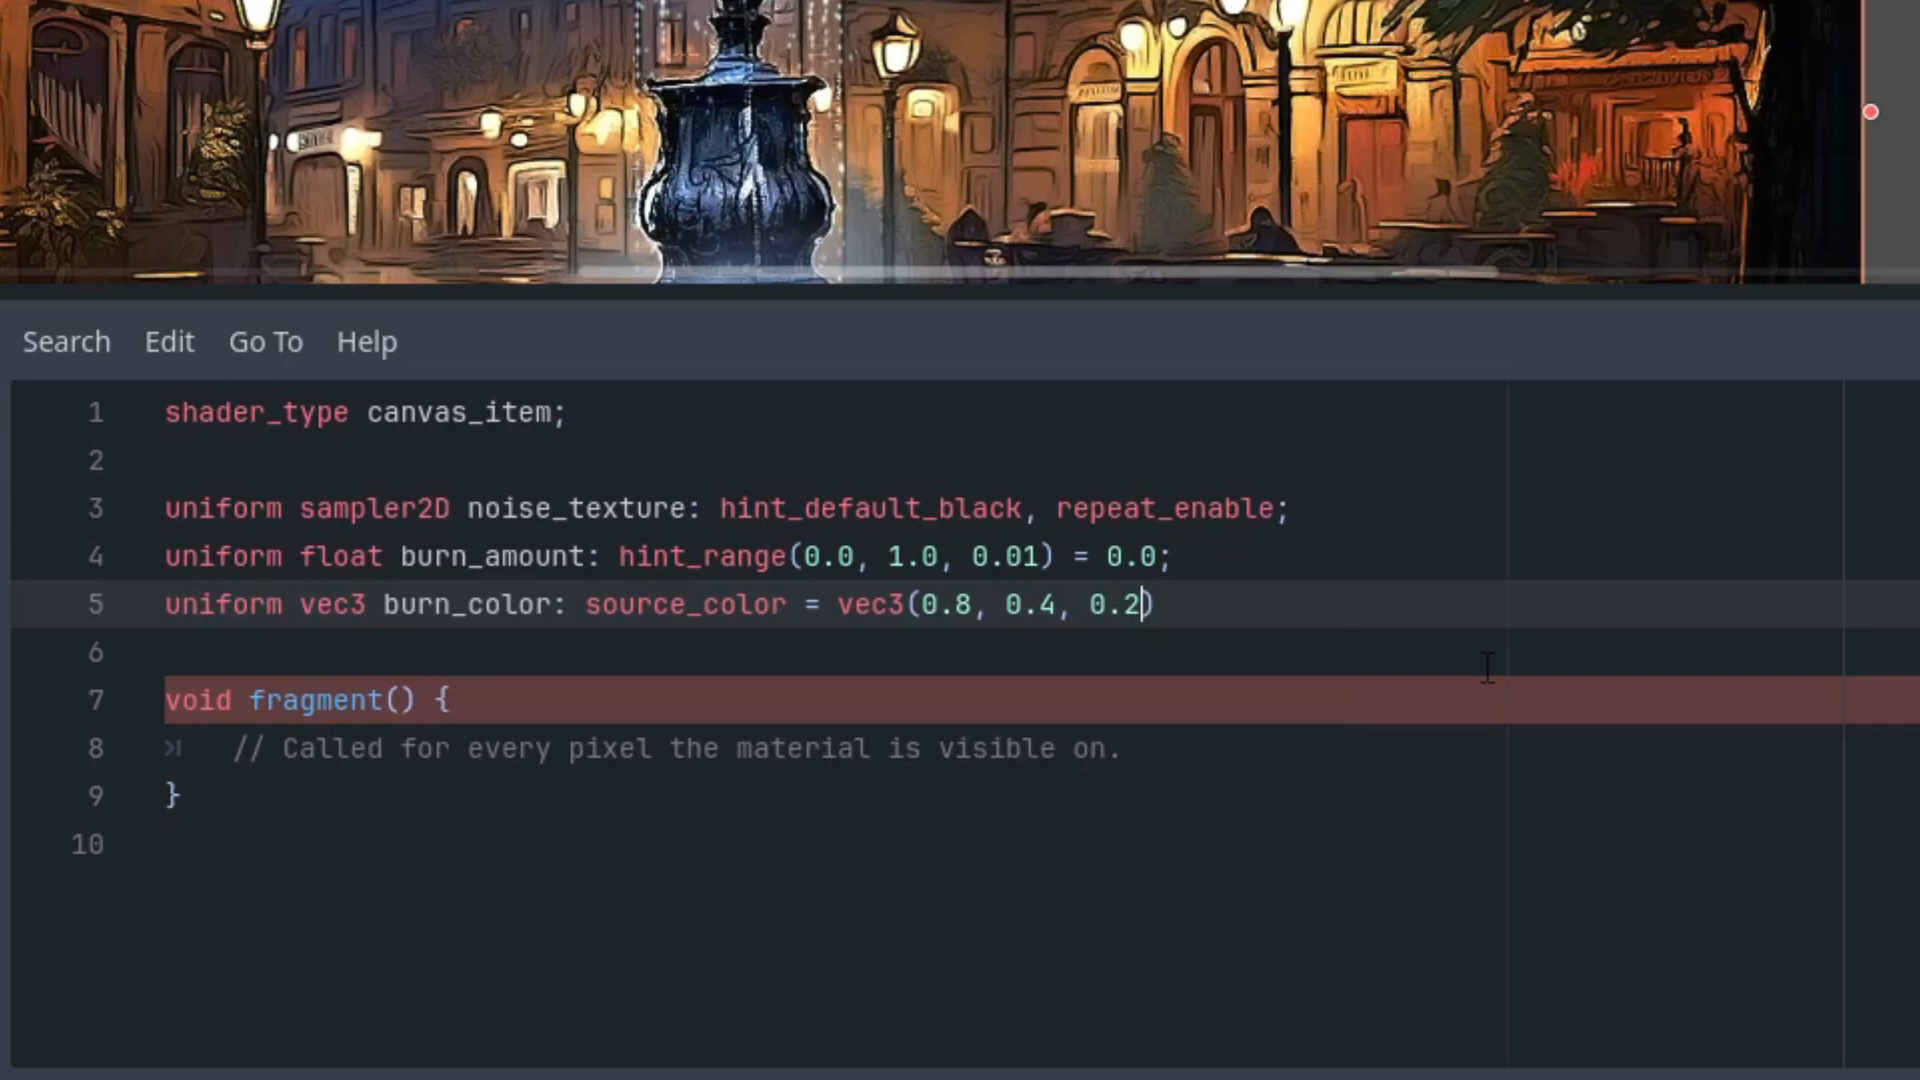 Search Edit Go To Help
1 shader_type canvas_item;
2
3 uniform sampler2D noise_texture: hint_default_black, repeat_enable;
4 uniform float burn_amount: hint_range(0.0, 1.0, 0.01) = 0.0;
5 uniform vec3 burn_color: source_color = vec3(0.8, 0.4, 0.2)
6
7 void fragment() {
8 // Called for every pixel the material is visible on.
9 }
10